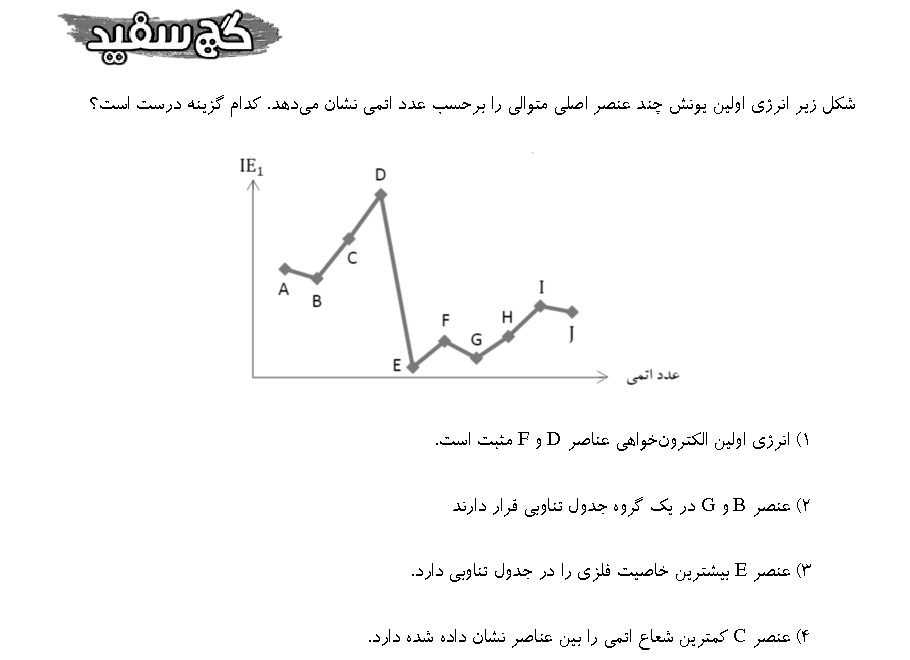 گچ سفید
شکل زیر انرژی اولین یونش چند عنصر اصلی متوالی را برحسب عدد اتمی نشان می‌دهد. کدام گزینه درست است؟
IE₁
D
C
A
B
I
F
H
G
J
E
عدد اتمی
۱) انرژی اولین الکترون‌خواهی عناصر D و F مثبت است.
۲) عنصر B و G در یک گروه جدول تناوبی قرار دارند
۳) عنصر E بیشترین خاصیت فلزی را در جدول تناوبی دارد.
۴) عنصر C کمترین شعاع اتمی را بین عناصر نشان داده شده دارد.